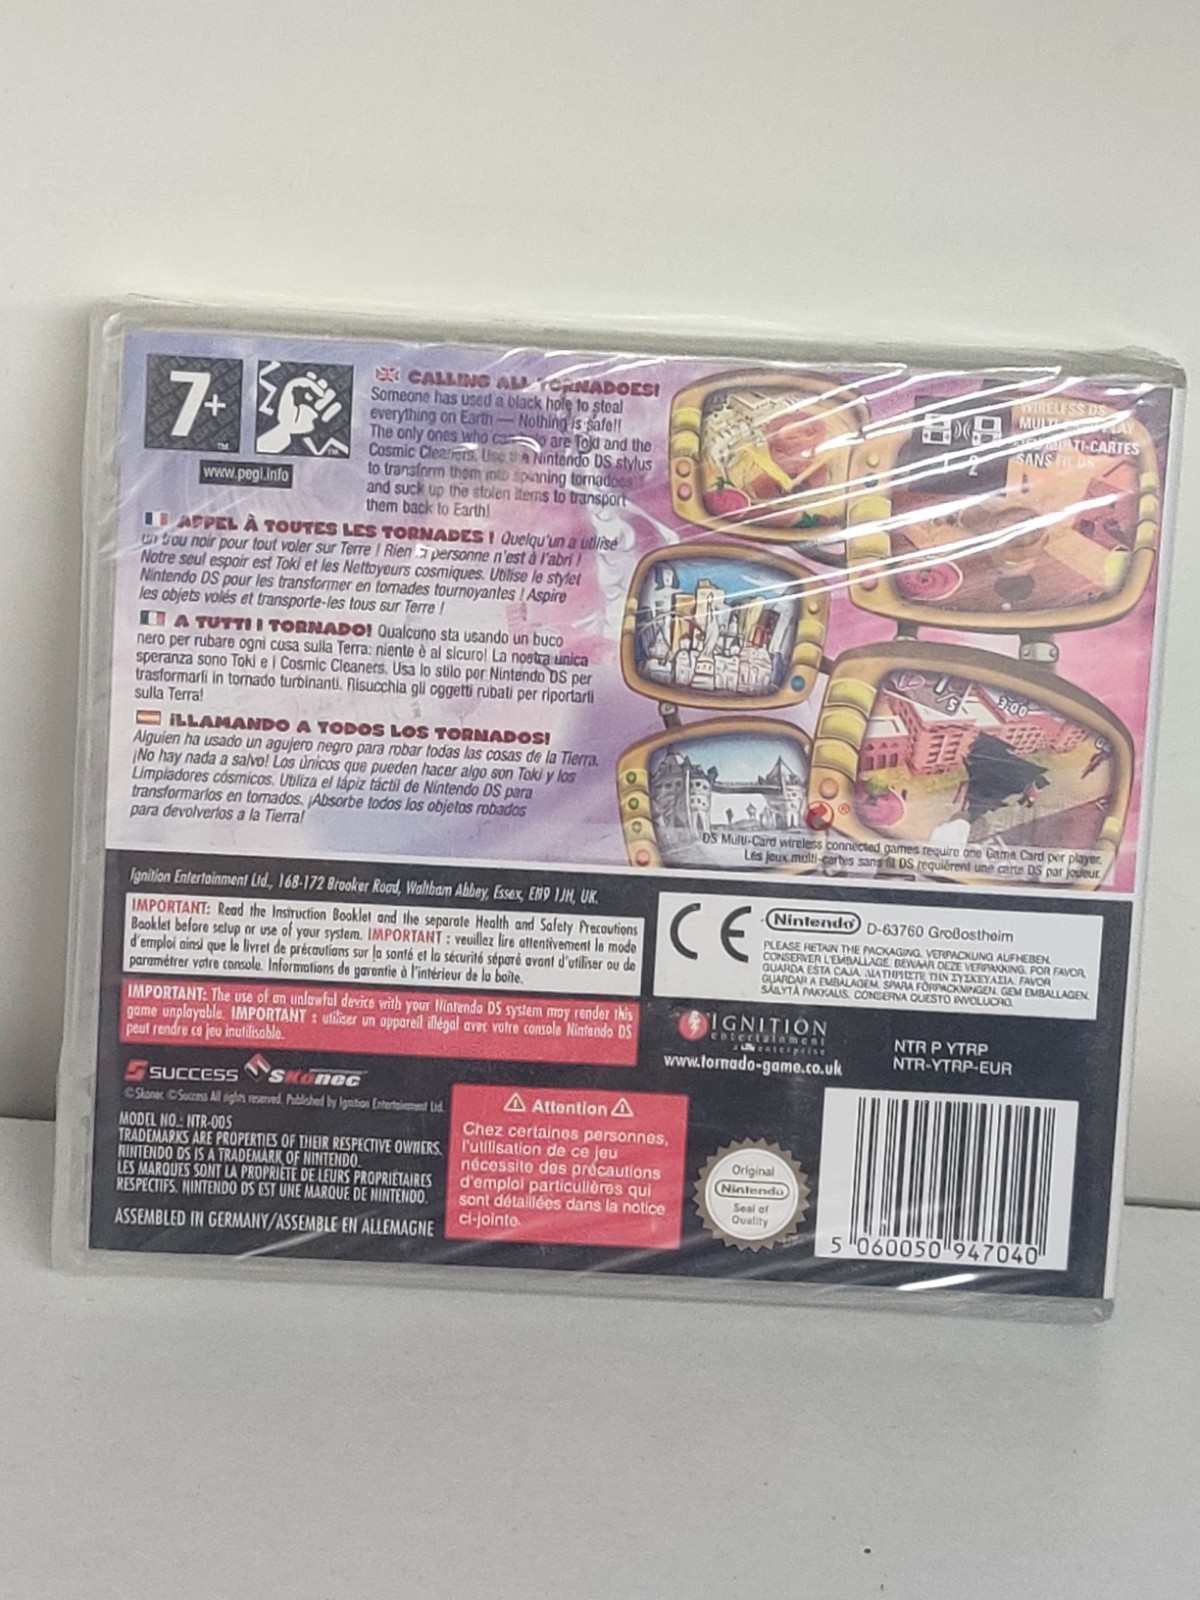 7+
www.pegi.info
CALLING ALL TORNADOES!
Someone has used a black hole to steal
everything on Earth — Nothing is safe!!
The only ones who can help are Toki and the
Cosmic Cleaners. Use the Nintendo DS stylus
to transform them into spinning tornadoes
and suck up the stolen items to transport
them back to Earth!
APPEL À TOUTES LES TORNADES ! Quelqu'un a utilisé
un trou noir pour tout voler sur Terre ! Rien ni personne n'est à l'abri !
Notre seul espoir est Toki et les Nettoyeurs cosmiques. Utilise le stylet
Nintendo DS pour les transformer en tornades tournoyantes ! Aspire
les objets volés et transporte-les tous sur Terre !
A TUTTI I TORNADO! Qualcuno sta usando un buco
nero per rubare ogni cosa sulla Terra: niente è al sicuro! La nostra unica
speranza sono Toki e i Cosmic Cleaners. Usa lo stilo per Nintendo DS per
trasformarli in tornado turbinanti. Risucchia gli oggetti rubati per riportarli
sulla Terra!
¡LLAMANDO A TODOS LOS TORNADOS!
Alguien ha usado un agujero negro para robar todas las cosas de la Tierra.
¡No hay nada a salvo! Los únicos que pueden hacer algo son Toki y los
Limpiadores cósmicos. Utiliza el lápiz táctil de Nintendo DS para
transformarlos en tornados. ¡Absorbe todos los objetos robados
para devolverlos a la Tierra!
WIRELESS DS
MULTI-CARD PLAY
JEU MULTI-CARTES
SANS FIL DS
1-2
1/5
3:00
DS Multi-Card wireless connected games require one Game Card per player.
Les jeux multi-cartes sans fil DS requièrent une carte DS par joueur.
Ignition Entertainment Ltd., 168-172 Brooker Road, Waltham Abbey, Essex, EN9 1JH, UK.
IMPORTANT: Read the Instruction Booklet and the separate Health and Safety Precautions
Booklet before setup or use of your system. IMPORTANT : veuillez lire attentivement le mode
d'emploi ainsi que le livret de précautions sur la santé et la sécurité séparé avant d'utiliser ou de
paramétrer votre console. Informations de garantie à l'intérieur de la boîte.
IMPORTANT: The use of an unlawful device with your Nintendo DS system may render this
game unplayable. IMPORTANT : utiliser un appareil illégal avec votre console Nintendo DS
peut rendre ce jeu inutilisable.
CE
Nintendo D-63760 Großostheim
PLEASE RETAIN THE PACKAGING. VERPACKUNG AUFHEBEN.
CONSERVER L'EMBALLAGE. BEWAAR DEZE VERPAKKING. POR FAVOR,
GUARDA ESTA CAJA. ΔΙΑΤΗΡΗΣΤΕ ΤΗΝ ΣΥΣΚΕΥΑΣΙΑ. FAVOR
GUARDAR A EMBALAGEM. SPARA FÖRPACKNINGEN. GEM EMBALLAGEN.
SÄILYTÄ PAKKAUS. CONSERVA QUESTO INVOLUCRO.
IGNITION
entertainment
www.tornado-game.co.uk
NTR P YTRP
NTR-YTRP-EUR
SUCCESS Skonec
©Skonec ©Success All rights reserved. Published by Ignition Entertainment Ltd.
MODEL NO.: NTR-005
TRADEMARKS ARE PROPERTIES OF THEIR RESPECTIVE OWNERS.
NINTENDO DS IS A TRADEMARK OF NINTENDO.
LES MARQUES SONT LA PROPRIÉTÉ DE LEURS PROPRIÉTAIRES
RESPECTIFS. NINTENDO DS EST UNE MARQUE DE NINTENDO.
ASSEMBLED IN GERMANY/ASSEMBLE EN ALLEMAGNE
Attention
Chez certaines personnes,
l'utilisation de ce jeu
nécessite des précautions
d'emploi particulières qui
sont détaillées dans la notice
ci-jointe.
Original
Nintendo
Seal of
Quality
5 060050 947040